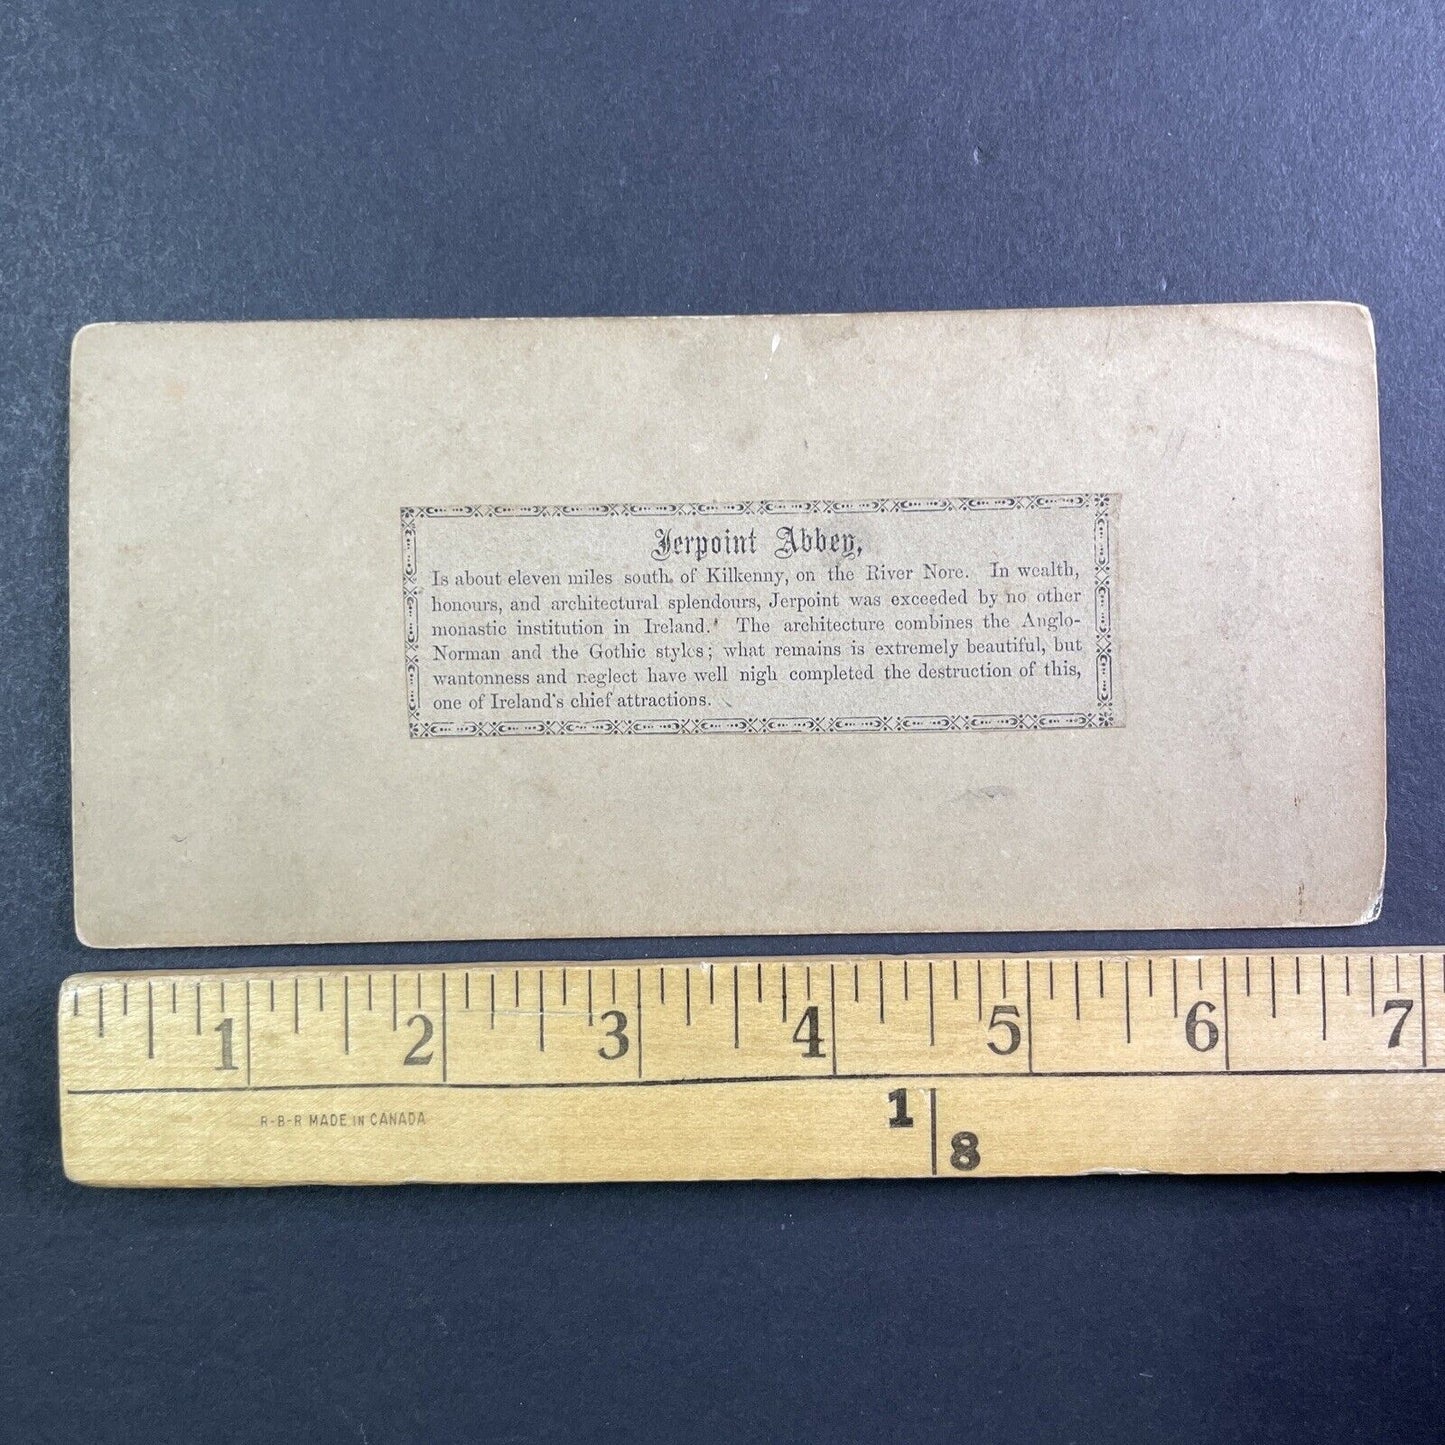 Jerpoint Abbey,
Is about eleven miles south, of Kilkenny, on the River Nore. In wealth,
honours, and architectural splendours, Jerpoint was exceeded by no other
monastic institution in Ireland. The architecture combines the Anglo-
Norman and the Gothic styles; what remains is extremely beautiful, but
wantonness and neglect have well nigh completed the destruction of this,
one of Ireland's chief attractions.
1 2 3 4 5 6 7
R-B-R MADE IN CANADA
1
8